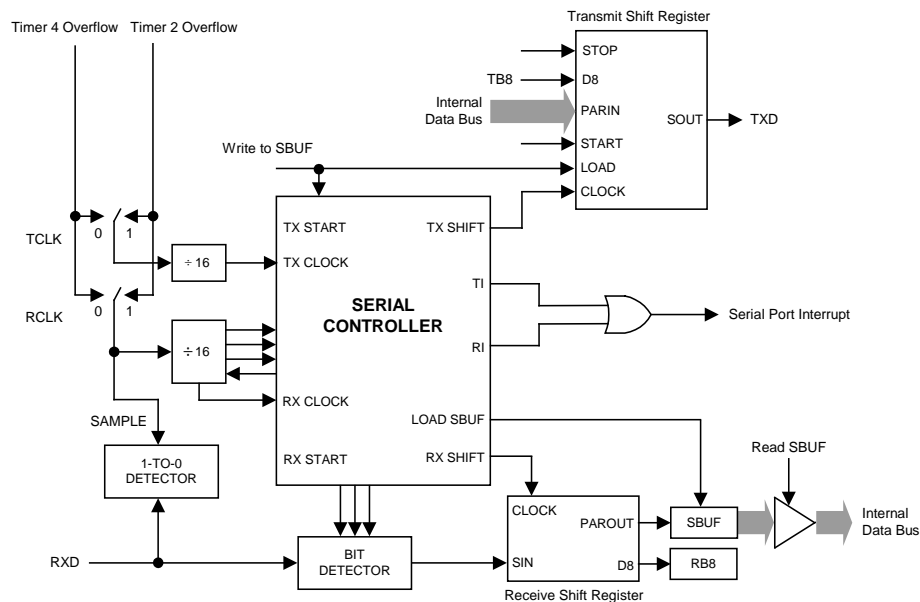 Transmit Shift Register
Timer 4 Overflow
Timer 2 Overflow
STOP
TB8
D8
Internal
Data Bus
PARIN
SOUT
TXD
START
Write to SBUF
LOAD
CLOCK
TX START
TX SHIFT
TCLK
0
1
÷ 16
TX CLOCK
TI
RCLK
0
1
SERIAL
CONTROLLER
Serial Port Interrupt
÷ 16
RI
RX CLOCK
SAMPLE
LOAD SBUF
1-TO-0
DETECTOR
RX START
RX SHIFT
Read SBUF
CLOCK
PAROUT
SBUF
Internal
Data Bus
RXD
BIT
DETECTOR
SIN
D8
RB8
Receive Shift Register